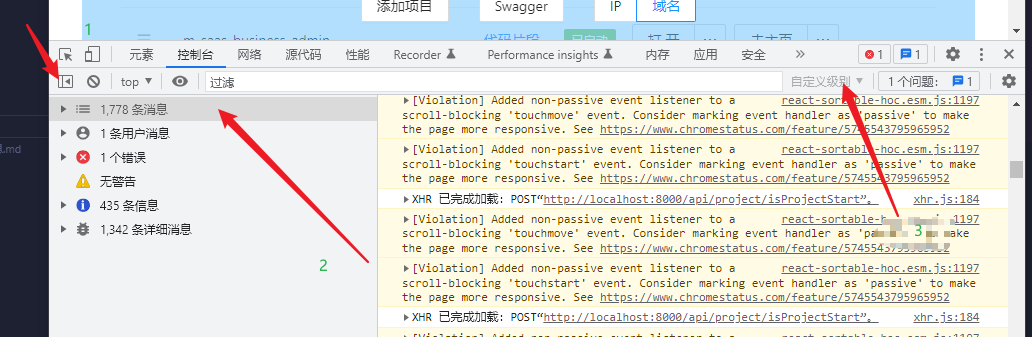 添加项目 Swagger IP 域名
1
m-saas-business-admin 代码片段 已启动 打开 ... 去主页 ...
元素 控制台 网络 源代码 性能 Recorder Performance insights 内存 应用 安全 » 1 1
top ▼ 过滤 自定义级别 ▼ 1 个问题: 1
1,778 条消息
1 条用户消息
1 个错误
无警告
435 条信息
1,342 条详细消息
2
.md
[Violation] Added non-passive event listener to a react-sortable-hoc.esm.js:1197
scroll-blocking 'touchmove' event. Consider marking event handler as 'passive' to make
the page more responsive. See https://www.chromestatus.com/feature/5745543795965952
[Violation] Added non-passive event listener to a react-sortable-hoc.esm.js:1197
scroll-blocking 'touchstart' event. Consider marking event handler as 'passive' to make
the page more responsive. See https://www.chromestatus.com/feature/5745543795965952
XHR 已完成加载: POST“http://localhost:8000/api/project/isProjectStart”。 xhr.js:184
[Violation] Added non-passive event listener to a react-sortable-hoc.esm.js:1197
scroll-blocking 'touchmove' event. Consider marking event handler as 'passive' to make
3
the page more responsive. See https://www.chromestatus.com/feature/5745543795965952
[Violation] Added non-passive event listener to a react-sortable-hoc.esm.js:1197
scroll-blocking 'touchstart' event. Consider marking event handler as 'passive' to make
the page more responsive. See https://www.chromestatus.com/feature/5745543795965952
XHR 已完成加载: POST“http://localhost:8000/api/project/isProjectStart”。 xhr.js:184